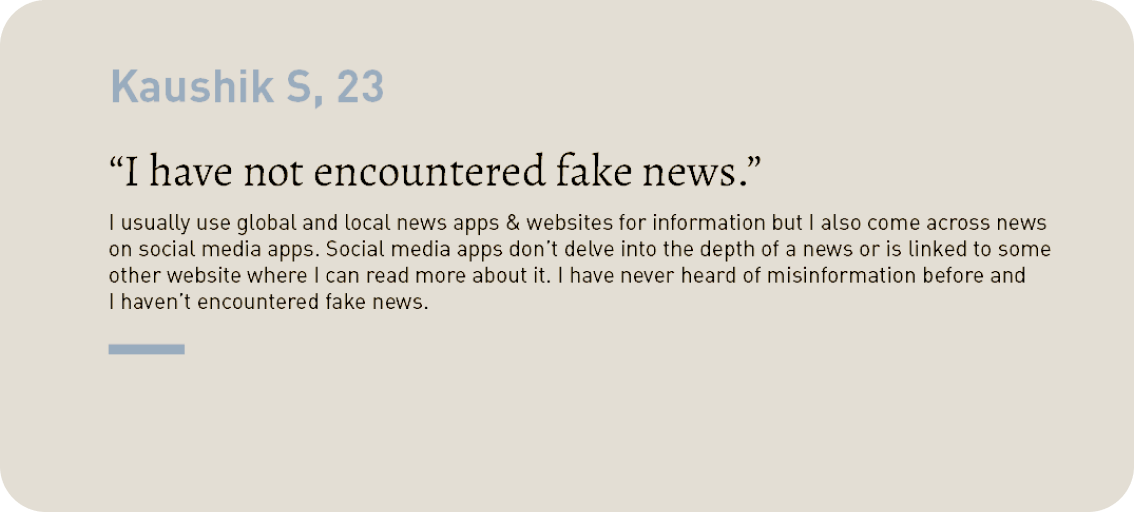 Kaushik S, 23
“I have not encountered fake news.”
I usually use global and local news apps & websites for information but I also come across news
on social media apps. Social media apps don’t delve into the depth of a news or is linked to some
other website where I can read more about it. I have never heard of misinformation before and
I haven’t encountered fake news.